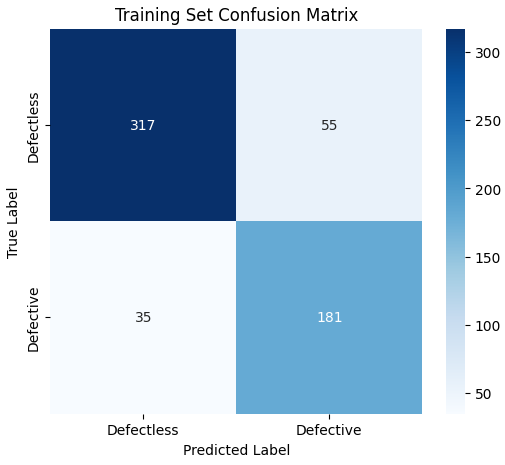 Training Set Confusion Matrix
True Label
Defectless
317
55
Defective
35
181
Defectless
Defective
Predicted Label
300
250
200
150
100
50